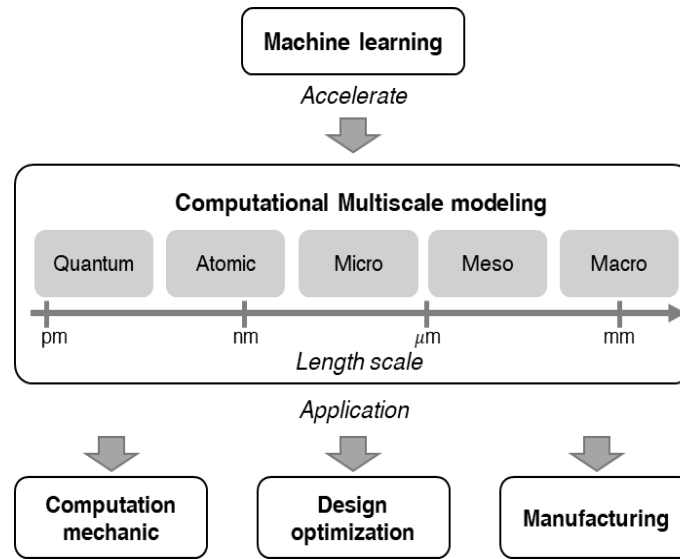 Machine learning
Accelerate
Computational Multiscale modeling
Quantum Atomic Micro Meso Macro
pm nm μm mm
Length scale
Application
Computation mechanic
Design optimization
Manufacturing